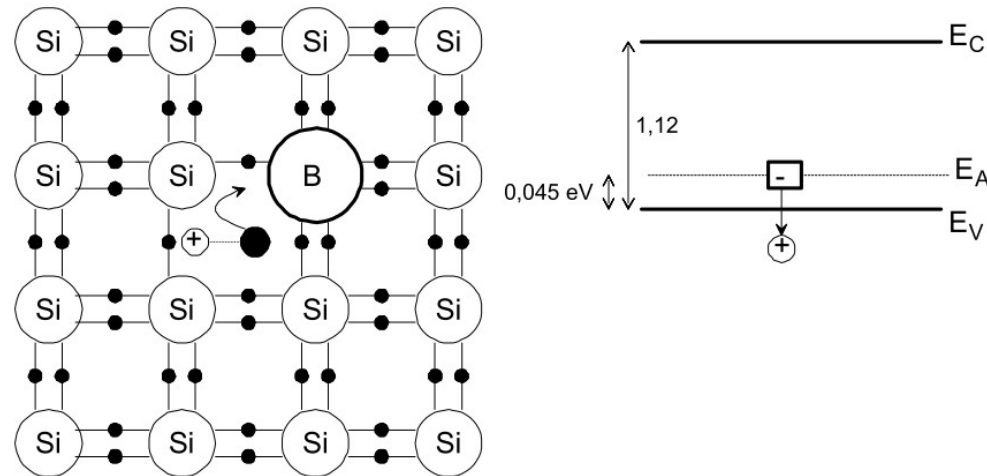 Si Si Si Si
Si Si B Si
+
Si Si Si Si
Si Si Si Si
E_C
1,12
0,045 eV
-
E_A
E_V
+